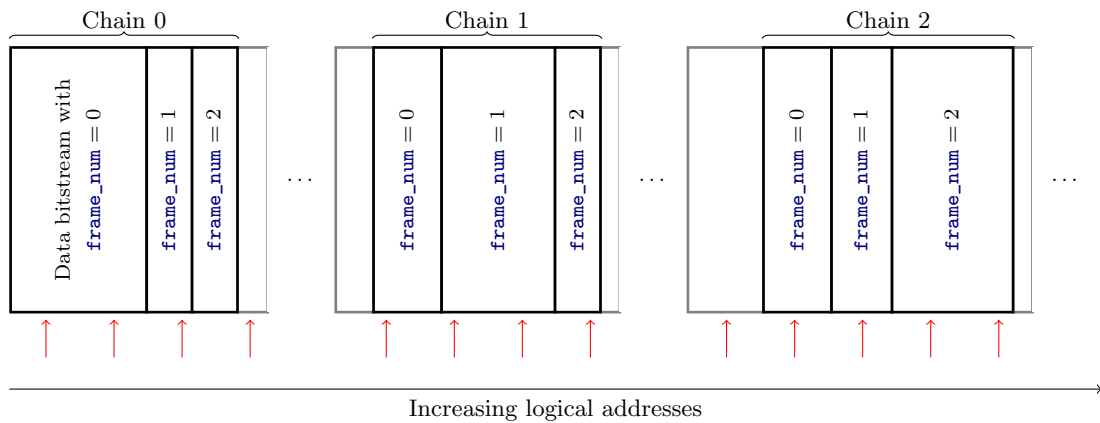 Chain 0
Chain 1
Chain 2
Data bitstream with
frame_num = 0
frame_num = 1
frame_num = 2
...
frame_num = 0
frame_num = 1
frame_num = 2
...
frame_num = 0
frame_num = 1
frame_num = 2
...
Increasing logical addresses